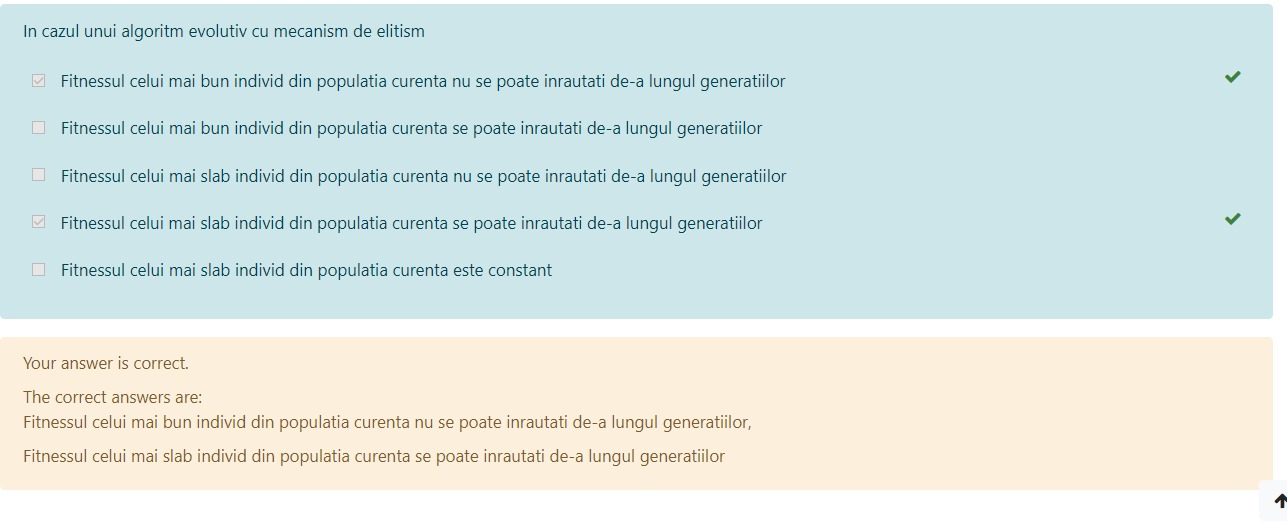 In cazul unui algoritm evolutiv cu mecanism de elitism
Fitnessul celui mai bun individ din populatia curenta nu se poate inrautati de-a lungul generatiilor
Fitnessul celui mai bun individ din populatia curenta se poate inrautati de-a lungul generatiilor
Fitnessul celui mai slab individ din populatia curenta nu se poate inrautati de-a lungul generatiilor
Fitnessul celui mai slab individ din populatia curenta se poate inrautati de-a lungul generatiilor
Fitnessul celui mai slab individ din populatia curenta este constant
Your answer is correct.
The correct answers are:
Fitnessul celui mai bun individ din populatia curenta nu se poate inrautati de-a lungul generatiilor,
Fitnessul celui mai slab individ din populatia curenta se poate inrautati de-a lungul generatiilor